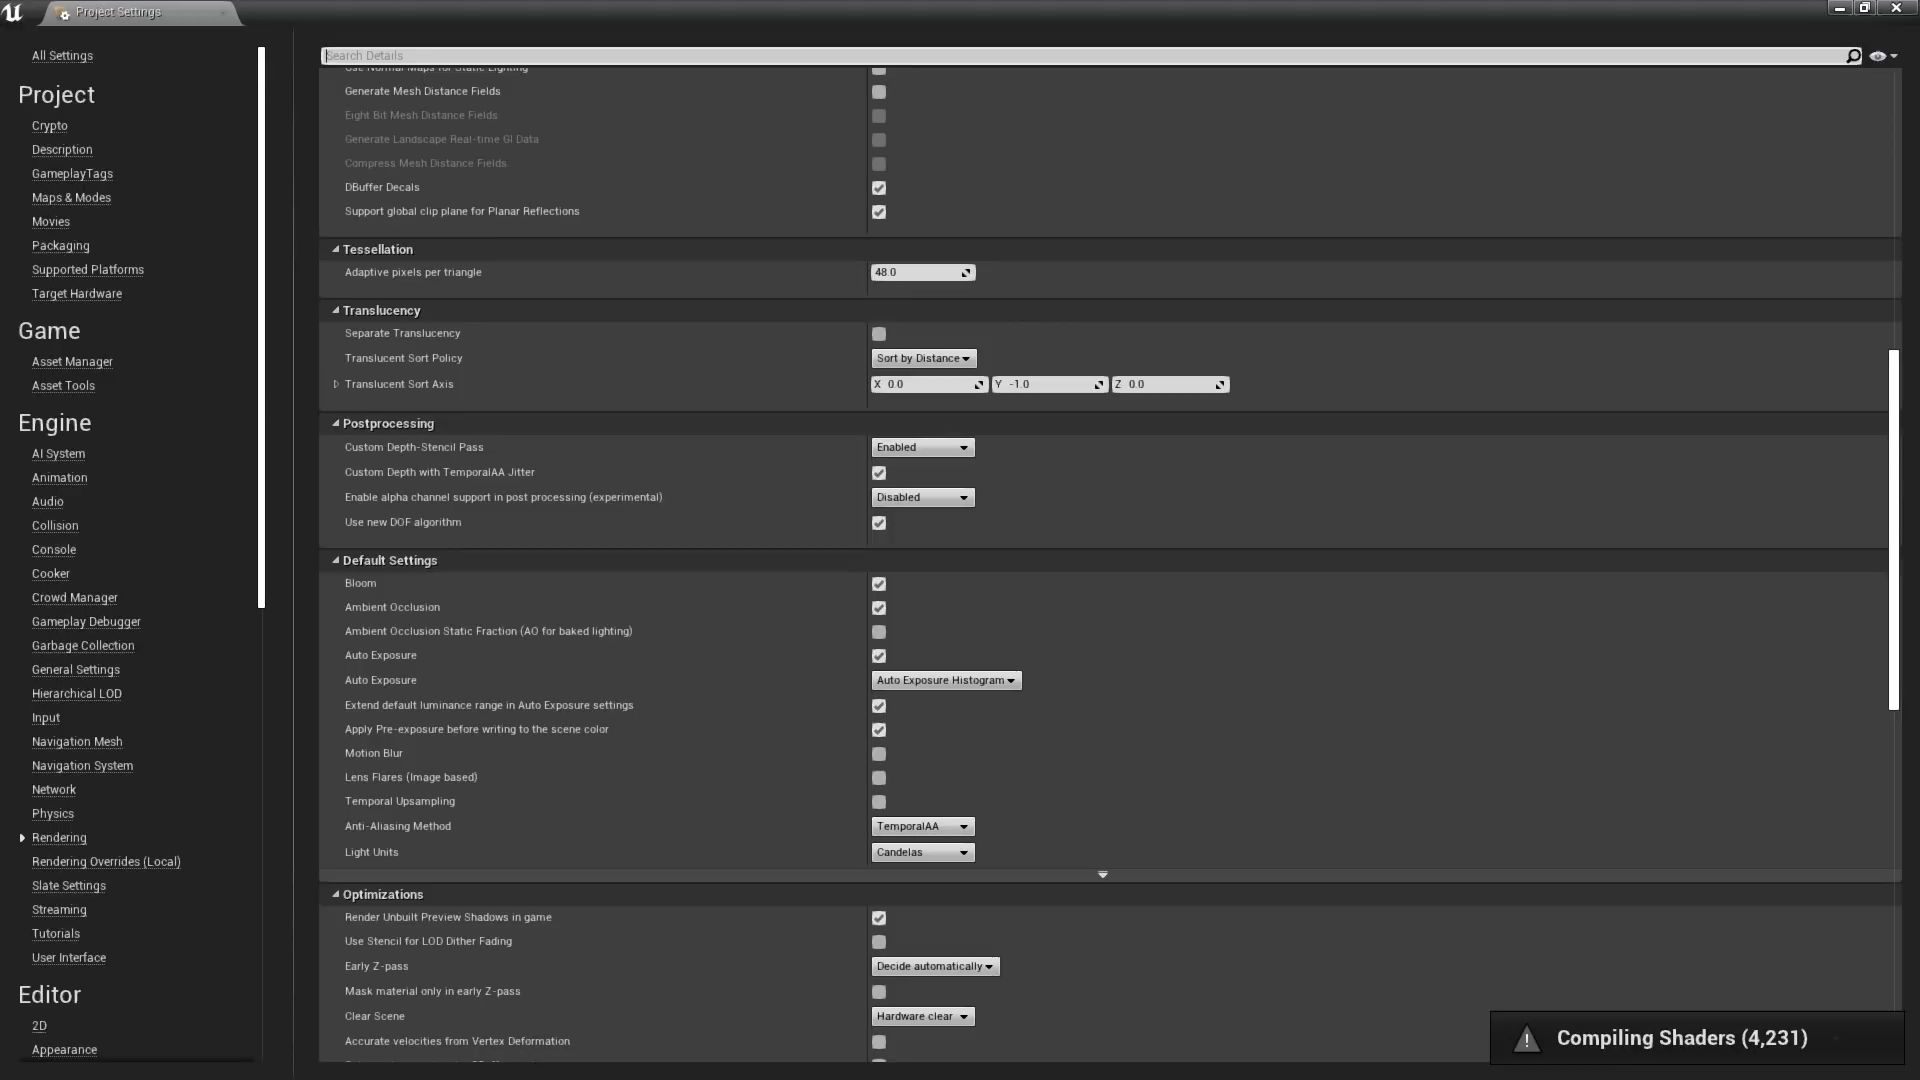 Project Settings
All Settings
Project
Crypto
Description
GameplayTags
Maps & Modes
Movies
Packaging
Supported Platforms
Target Hardware
Game
Asset Manager
Asset Tools
Engine
AI System
Animation
Audio
Collision
Console
Cooker
Crowd Manager
Gameplay Debugger
Garbage Collection
General Settings
Hierarchical LOD
Input
Navigation Mesh
Navigation System
Network
Physics
Rendering
Rendering Overrides (Local)
Slate Settings
Streaming
Tutorials
User Interface
Editor
2D
Appearance
Search Details
Use Normal Maps for Static Lighting
Generate Mesh Distance Fields
Eight Bit Mesh Distance Fields
Generate Landscape Real-time GI Data
Compress Mesh Distance Fields
DBuffer Decals
Support global clip plane for Planar Reflections
Tessellation
Adaptive pixels per triangle 48.0
Translucency
Separate Translucency
Translucent Sort Policy Sort by Distance
Translucent Sort Axis X 0.0 Y -1.0 Z 0.0
Postprocessing
Custom Depth-Stencil Pass Enabled
Custom Depth with TemporalAA Jitter
Enable alpha channel support in post processing (experimental) Disabled
Use new DOF algorithm
Default Settings
Bloom
Ambient Occlusion
Ambient Occlusion Static Fraction (AO for baked lighting)
Auto Exposure
Auto Exposure Auto Exposure Histogram
Extend default luminance range in Auto Exposure settings
Apply Pre-exposure before writing to the scene color
Motion Blur
Lens Flares (Image based)
Temporal Upsampling
Anti-Aliasing Method TemporalAA
Light Units Candelas
Optimizations
Render Unbuilt Preview Shadows in game
Use Stencil for LOD Dither Fading
Early Z-pass Decide automatically
Mask material only in early Z-pass
Clear Scene Hardware clear
Accurate velocities from Vertex Deformation
Compiling Shaders (4,231)